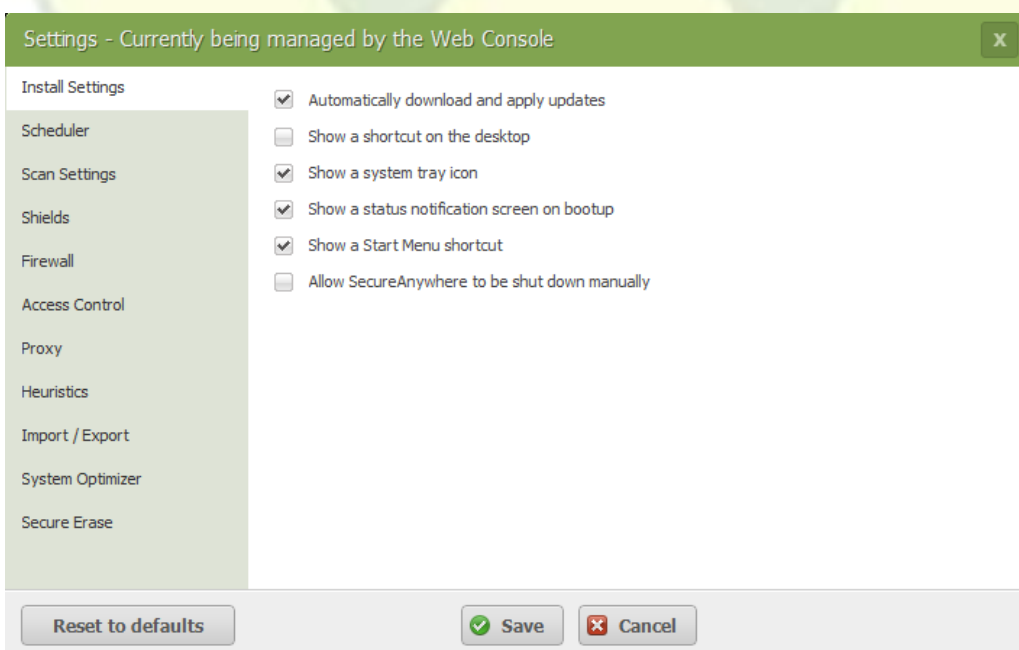 Settings - Currently being managed by the Web Console
x
Install Settings
Scheduler
Scan Settings
Shields
Firewall
Access Control
Proxy
Heuristics
Import / Export
System Optimizer
Secure Erase
Automatically download and apply updates
Show a shortcut on the desktop
Show a system tray icon
Show a status notification screen on bootup
Show a Start Menu shortcut
Allow SecureAnywhere to be shut down manually
Reset to defaults
Save
Cancel